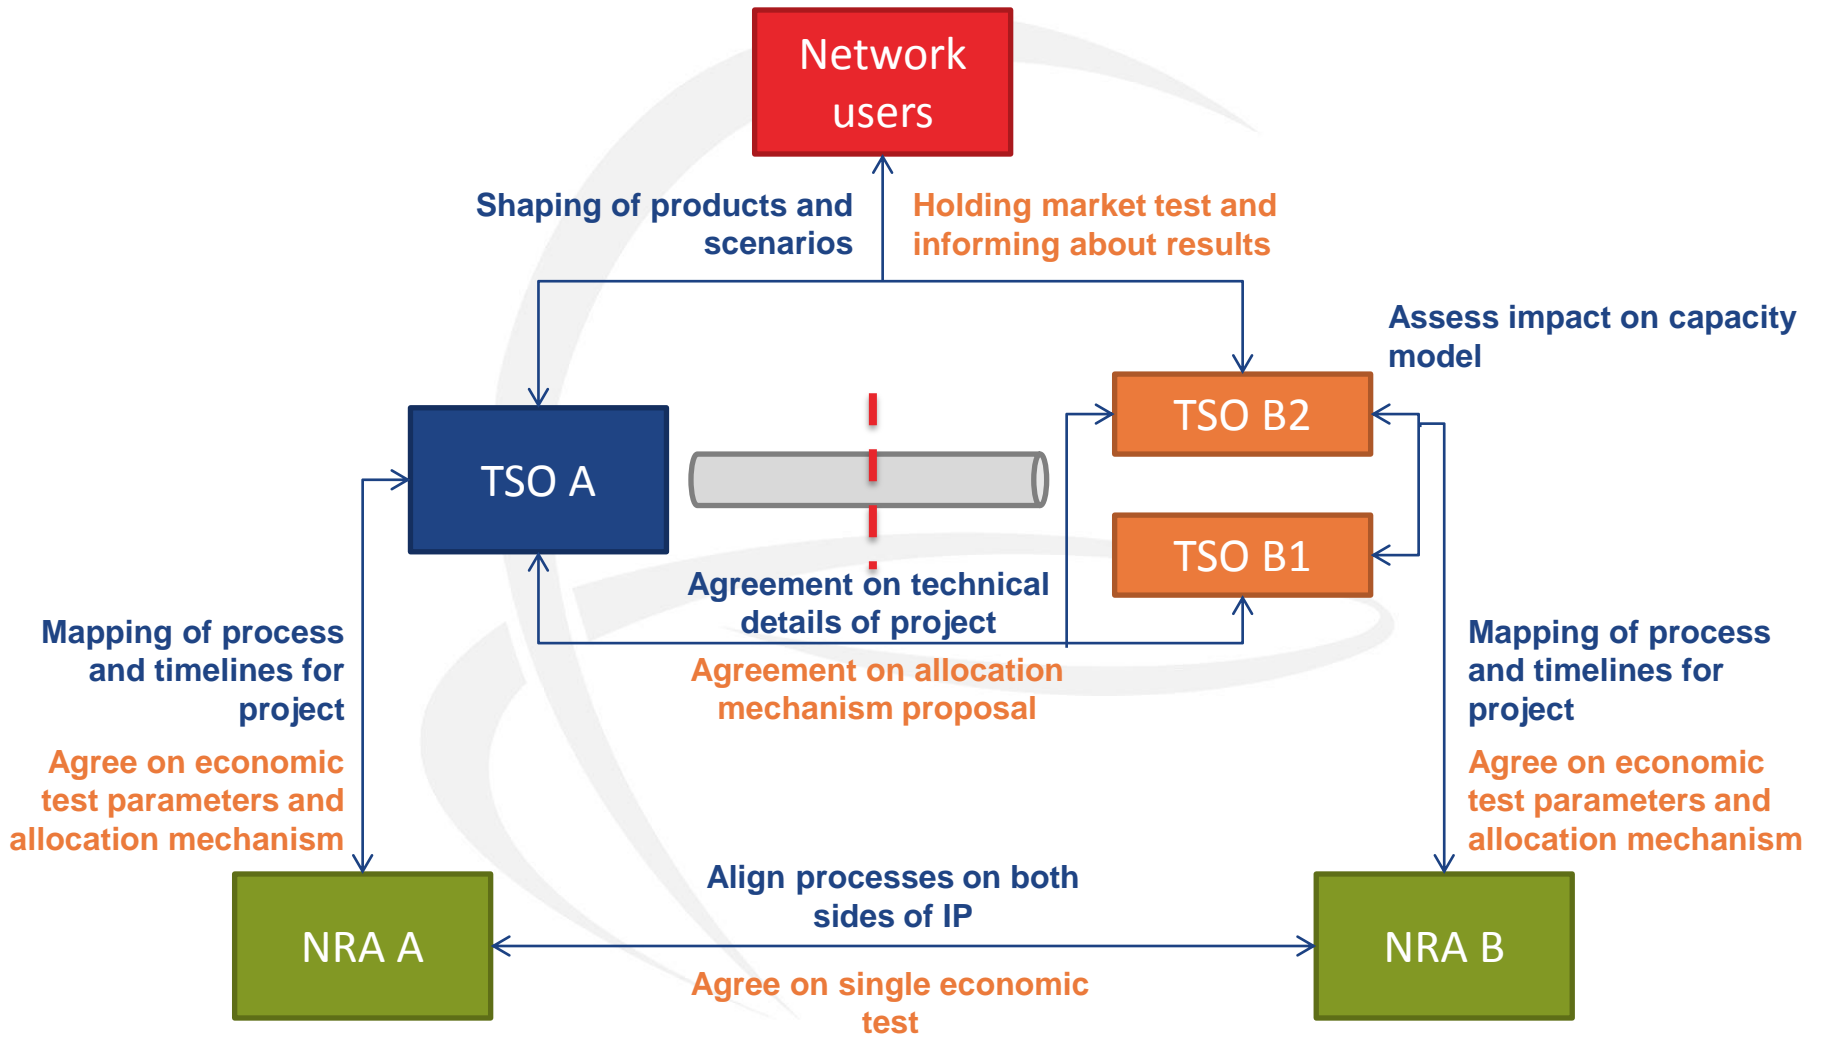 Network
users
Shaping of products and
scenarios
Holding market test and
informing about results
Assess impact on capacity
model
TSO B2
TSO A
TSO B1
Agreement on technical
details of project
Agreement on allocation
mechanism proposal
Mapping of process
and timelines for
project
Agree on economic
test parameters and
allocation mechanism
Mapping of process
and timelines for
project
Agree on economic
test parameters and
allocation mechanism
Align processes on both
sides of IP
NRA A
NRA B
Agree on single economic
test